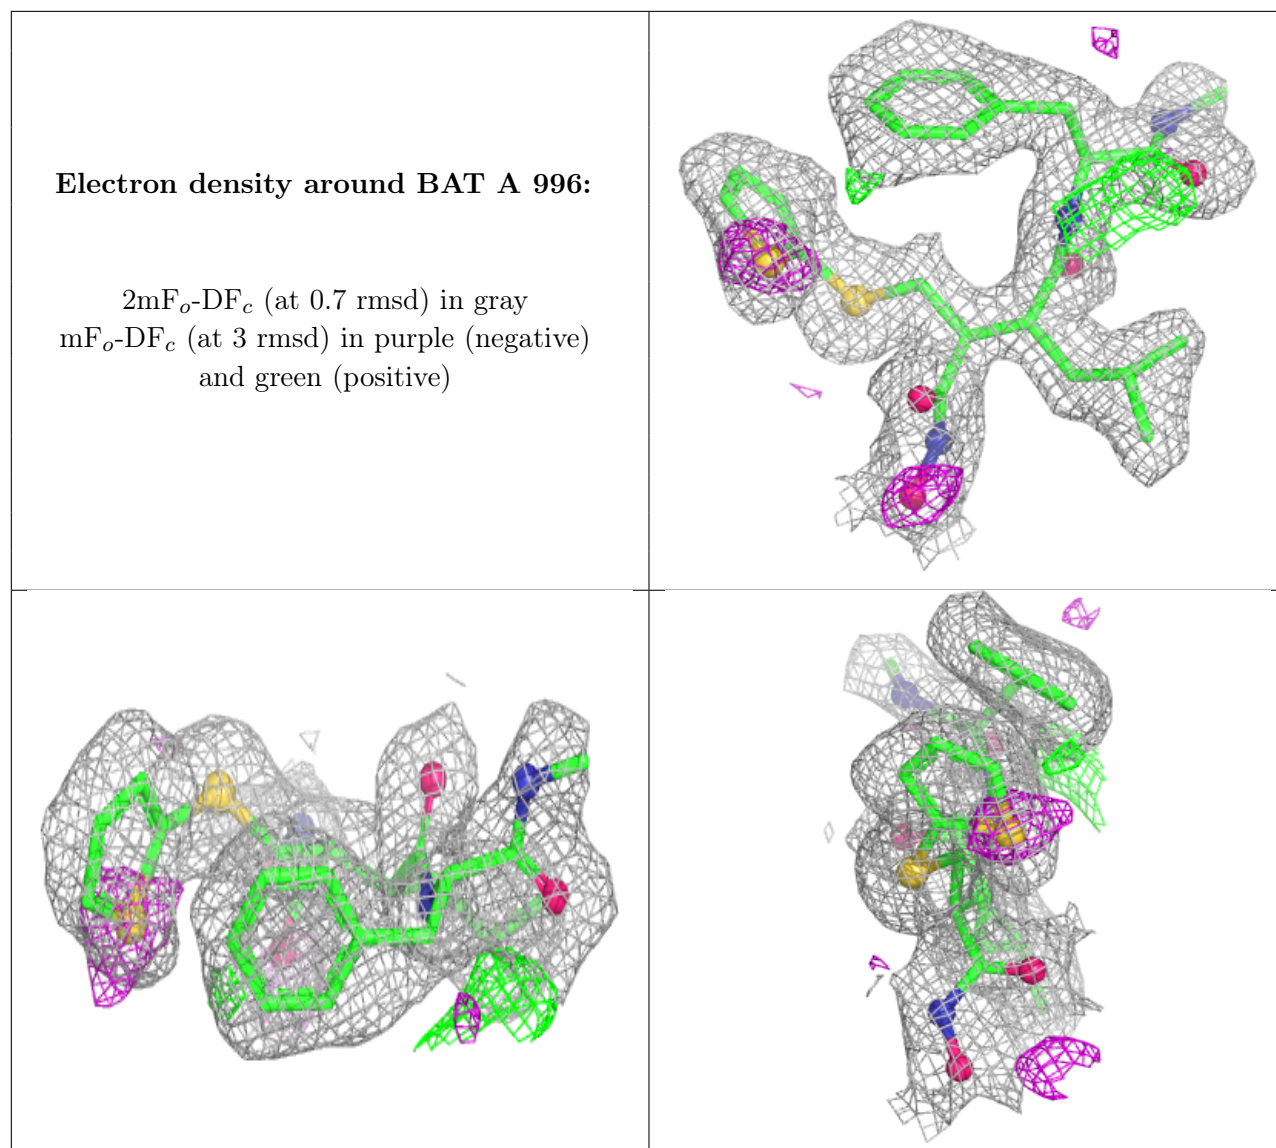 Electron density around BAT A 996:
2mFo-DFc (at 0.7 rmsd) in gray
mFo-DFc (at 3 rmsd) in purple (negative)
and green (positive)